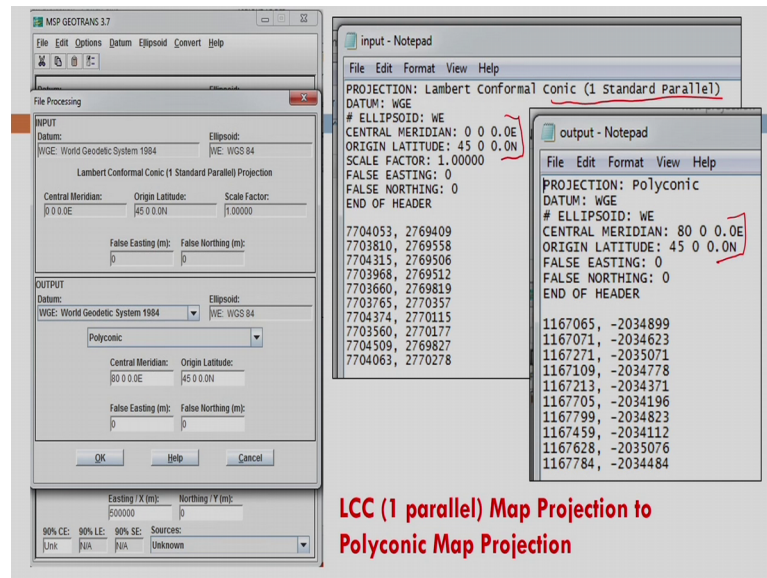 MSP GEOTRANS 3.7
File Edit Options Datum Ellipsoid Convert Help
File Processing
INPUT
Datum: Ellipsoid:
WGE: World Geodetic System 1984 WE: WGS 84
Lambert Conformal Conic (1 Standard Parallel) Projection
Central Meridian: Origin Latitude: Scale Factor:
0 0 0.0E 45 0 0.0N 1.00000
False Easting (m): False Northing (m):
0 0
OUTPUT
Datum: Ellipsoid:
WGE: World Geodetic System 1984 WE: WGS 84
Polyconic
Central Meridian: Origin Latitude:
80 0 0.0E 45 0 0.0N
False Easting (m): False Northing (m):
0 0
OK Help Cancel
Easting / X (m): Northing / Y (m):
500000 0
90% CE: 90% LE: 90% SE: Sources:
Unk N/A N/A Unknown
input - Notepad
File Edit Format View Help
PROJECTION: Lambert Conformal Conic (1 Standard Parallel)
DATUM: WGE
# ELLIPSOID: WE
CENTRAL MERIDIAN: 0 0 0.0E
ORIGIN LATITUDE: 45 0 0.0N
SCALE FACTOR: 1.00000
FALSE EASTING: 0
FALSE NORTHING: 0
END OF HEADER
7704053, 2769409
7703810, 2769558
7704315, 2769506
7703968, 2769512
7703660, 2769819
7703765, 2770357
7704374, 2770115
7703560, 2770177
7704509, 2769827
7704063, 2770278
output - Notepad
File Edit Format View Help
PROJECTION: Polyconic
DATUM: WGE
# ELLIPSOID: WE
CENTRAL MERIDIAN: 80 0 0.0E
ORIGIN LATITUDE: 45 0 0.0N
FALSE EASTING: 0
FALSE NORTHING: 0
END OF HEADER
1167065, -2034899
1167071, -2034623
1167271, -2035071
1167109, -2034778
1167213, -2034371
1167705, -2034196
1167799, -2034823
1167459, -2034112
1167628, -2035076
1167784, -2034484
LCC (1 parallel) Map Projection to
Polyconic Map Projection